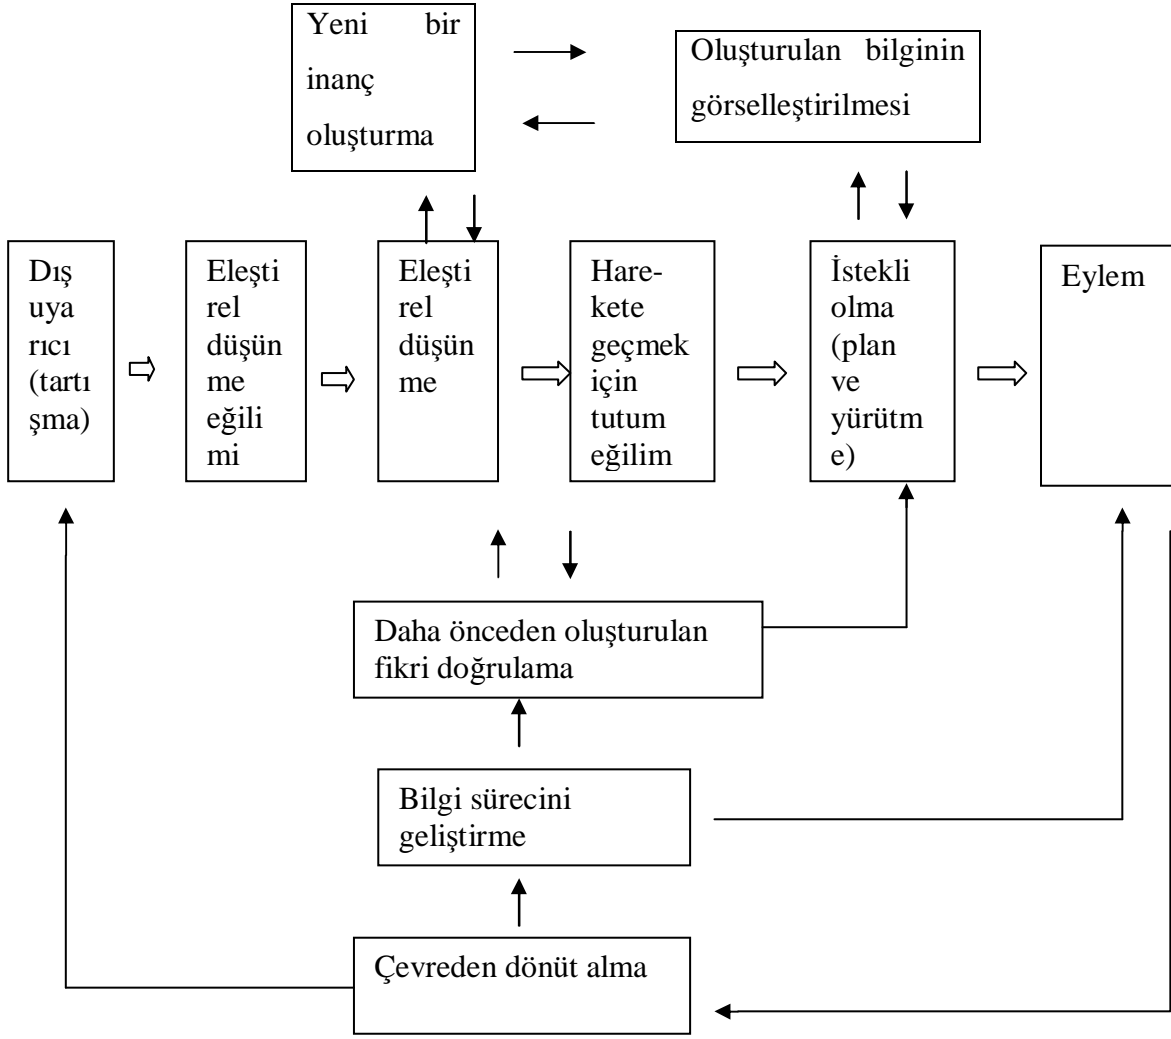 Yeni bir
inanç
oluşturma
Oluşturulan bilginin
görselleştirilmesi
Dış
uya
rıcı
(tartı
şma)
Eleşti
rel
düşün
me
eğili
mi
Eleşti
rel
düşün
me
Hare-
kete
geçmek
için
tutum
eğilim
İstekli
olma
(plan
ve
yürütm
e)
Eylem
Daha önceden oluşturulan
fikri doğrulama
Bilgi sürecini
geliştirme
Çevreden dönüt alma